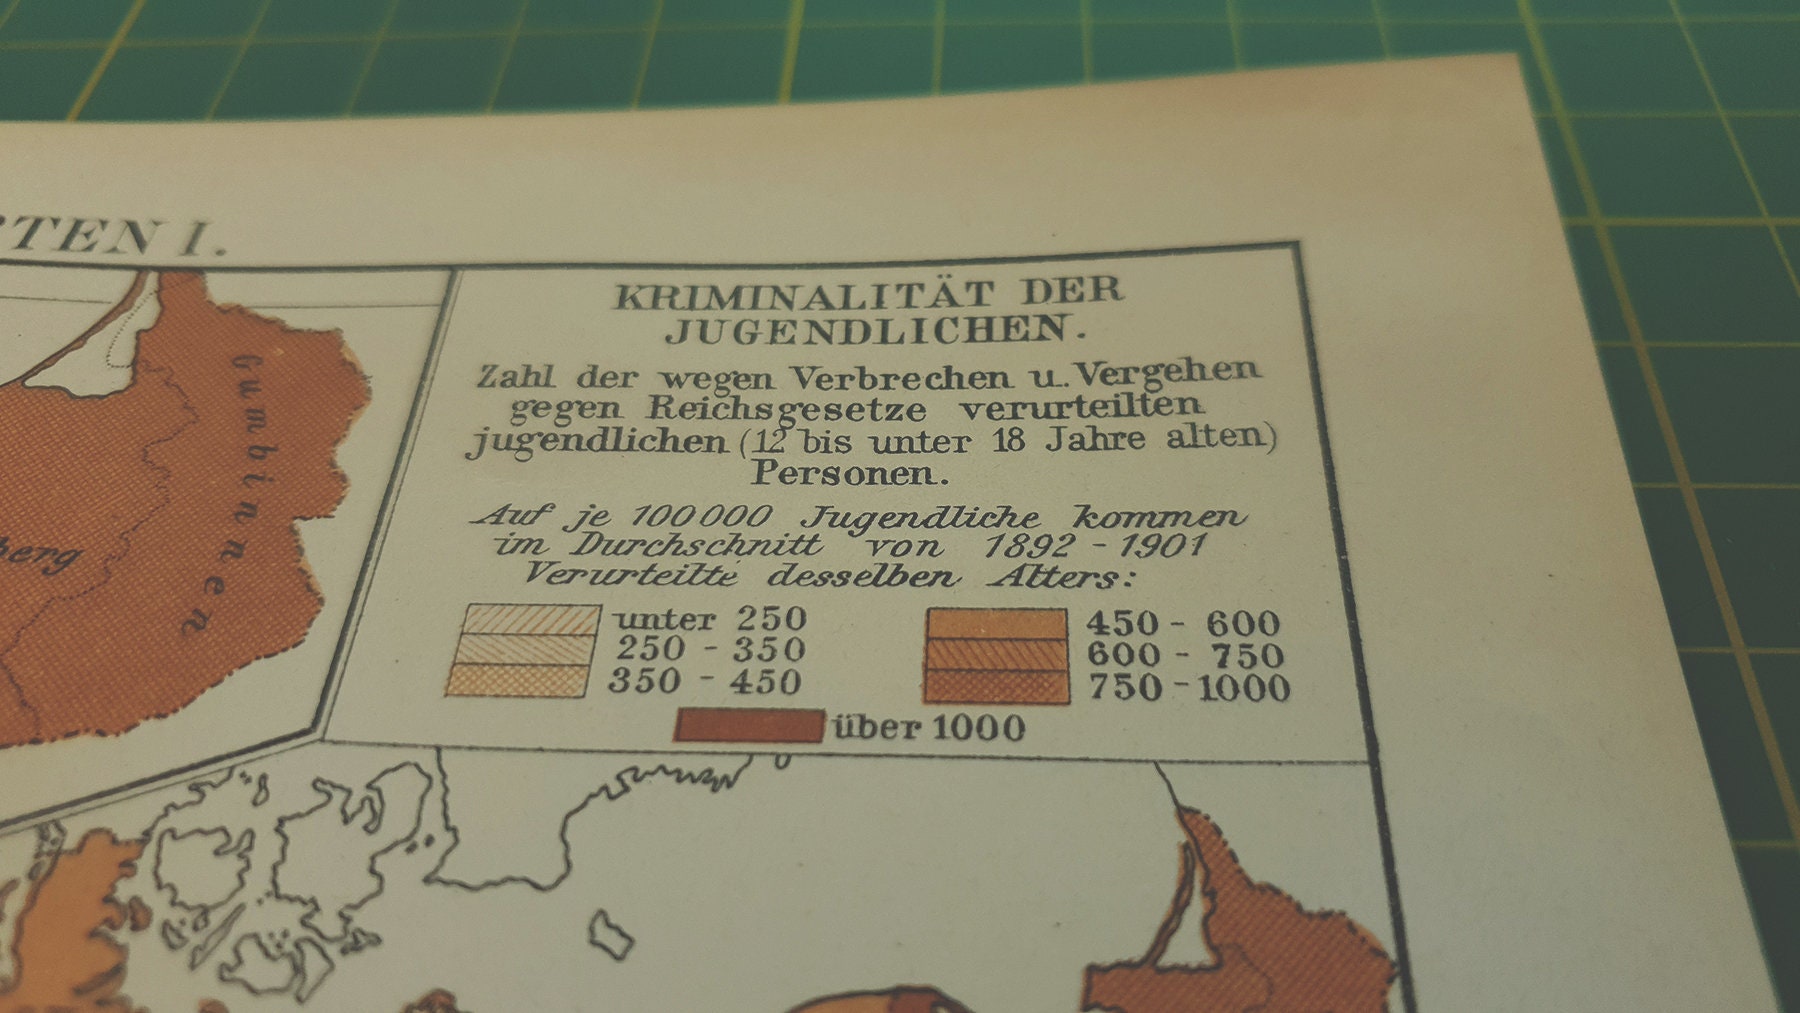 TEN I.
KRIMINALITÄT DER
JUGENDLICHEN.
Zahl der wegen Verbrechen u. Vergehen
gegen Reichsgesetze verurteilten
jugendlichen (12 bis unter 18 Jahre alten)
Personen.
Auf je 100000 Jugendliche kommen
im Durchschnitt von 1892 - 1901
Verurteilte desselben Alters:
unter 250
250 - 350
350 - 450
450 - 600
600 - 750
750 - 1000
über 1000
Gumbinnen
berg